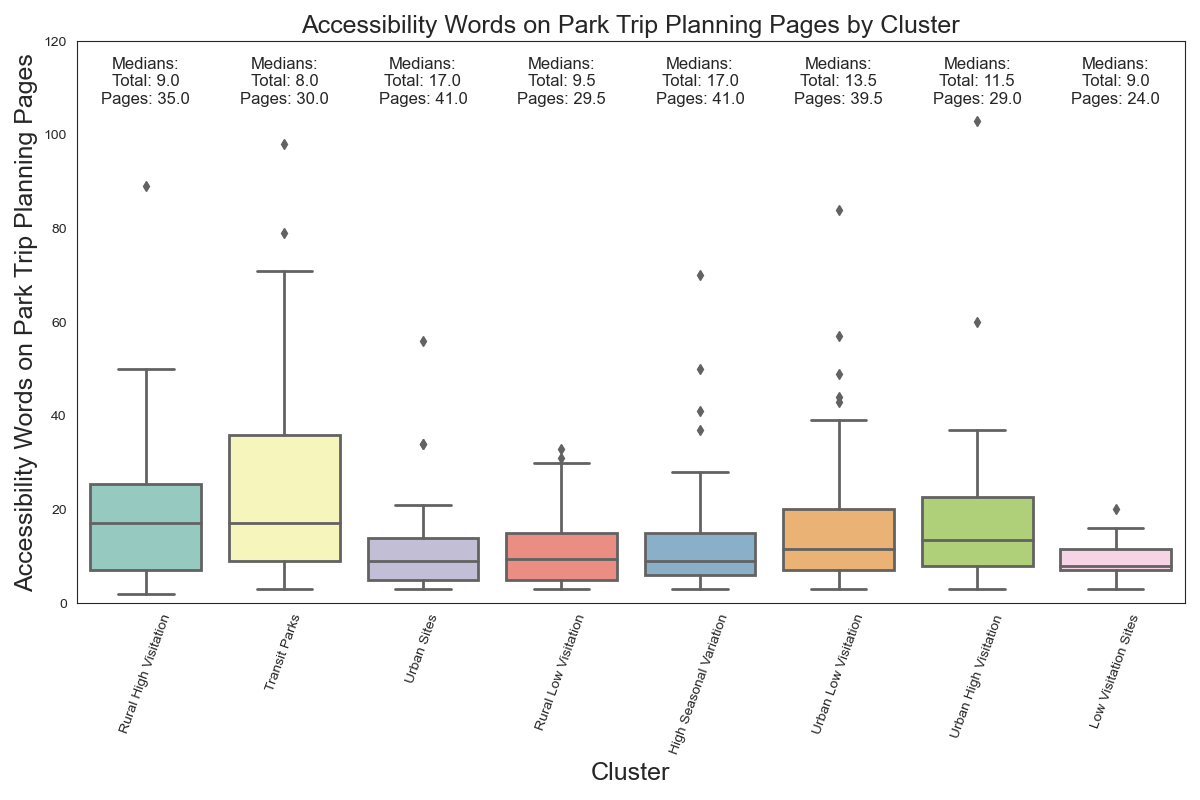 Accessibility Words on Park Trip Planning Pages by Cluster
Accessibility Words on Park Trip Planning Pages
120
100
80
60
40
20
0
Medians:
Total: 9.0
Pages: 35.0
Medians:
Total: 8.0
Pages: 30.0
Medians:
Total: 17.0
Pages: 41.0
Medians:
Total: 9.5
Pages: 29.5
Medians:
Total: 17.0
Pages: 41.0
Medians:
Total: 13.5
Pages: 39.5
Medians:
Total: 11.5
Pages: 29.0
Medians:
Total: 9.0
Pages: 24.0
Rural High Visitation
Transit Parks
Urban Sites
Rural Low Visitation
High Seasonal Variation
Urban Low Visitation
Urban High Visitation
Low Visitation Sites
Cluster